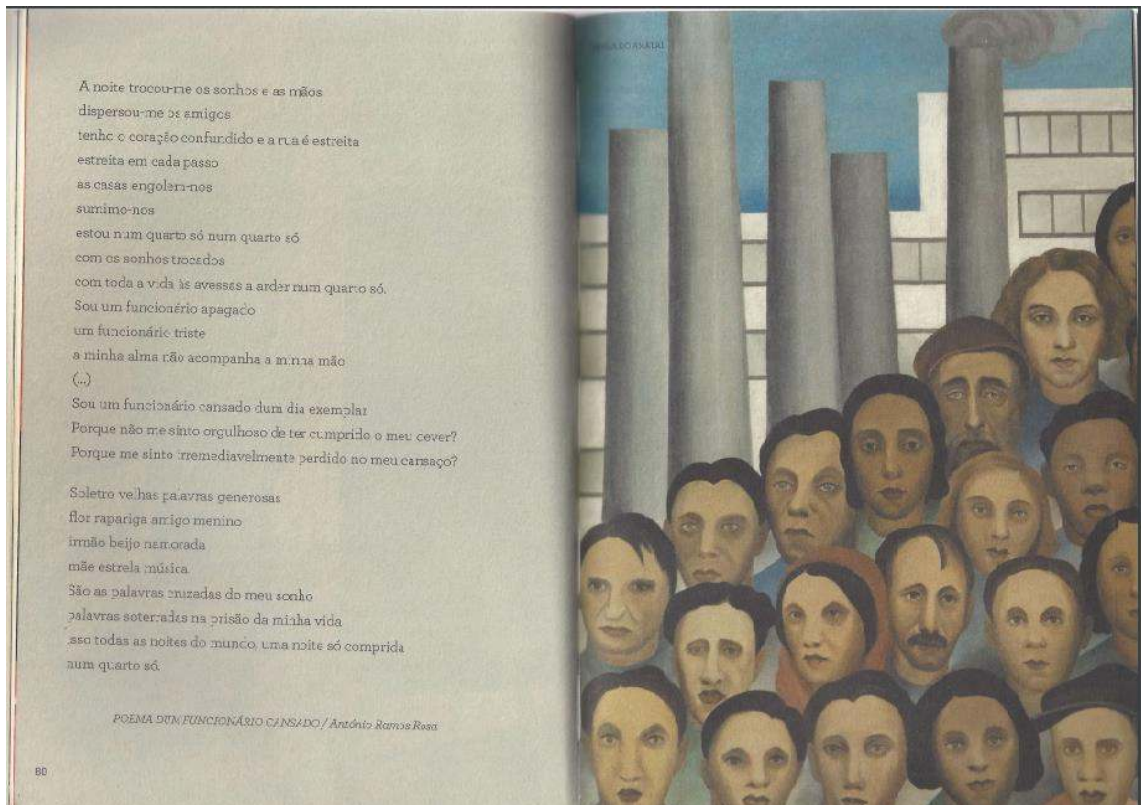 A noite trocou-me os sonhos e as mãos
dispersou-me os amigos
tenho o coração confundido e a rua é estreita
estreita em cada passo
as casas engolem-nos
sumimo-nos
estou num quarto só num quarto só
com os sonhos trocados
com toda a vida às avessas a arder num quarto só.
Sou um funcionário apagado
um funcionário triste
a minha alma não acompanha a minha mão
(...)
Sou um funcionário cansado dum dia exemplar
Porque não me sinto orgulhoso de ter cumprido o meu dever?
Porque me sinto irremediavelmente perdido no meu cansaço?
Soletro velhas palavras generosas
flor rapariga amigo menino
irmão beijo namorada
mãe estrela música.
São as palavras cruzadas do meu sonho
palavras soterradas na prisão da minha vida
isso todas as noites do mundo, uma noite só comprida
num quarto só.
POEMA DUM FUNCIONÁRIO CANSADO / António Ramos Rosa
80
DO AMARAL